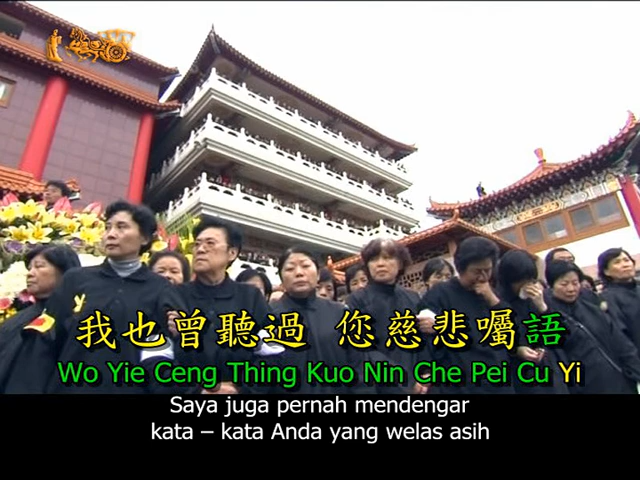 我也曾聽過 您慈悲囑語
Wo Yie Ceng Thing Kuo Nin Che Pei Cu Yi
Saya juga pernah mendengar
kata – kata Anda yang welas asih